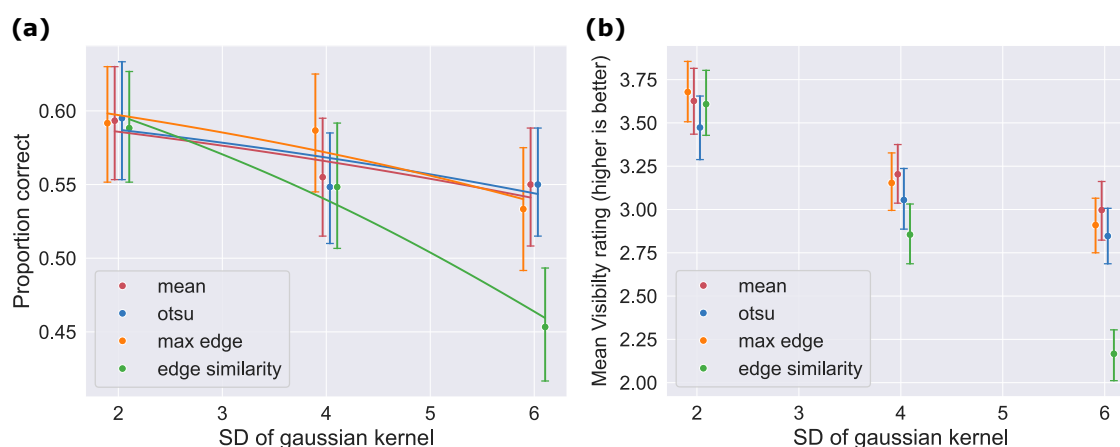 (a)
Proportion correct
0.60
0.55
0.50
0.45
mean
otsu
max edge
edge similarity
2
3
4
5
6
SD of gaussian kernel
(b)
Mean Visibilty rating (higher is better)
3.75
3.50
3.25
3.00
2.75
2.50
2.25
2.00
mean
otsu
max edge
edge similarity
2
3
4
5
6
SD of gaussian kernel